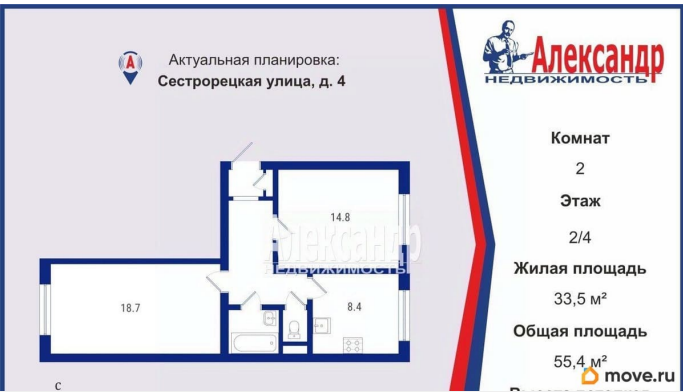 Актуальная планировка:
Сестрорецкая улица, д. 4
Александр
НЕДВИЖИМОСТЬ
Комнат
2
Этаж
2/4
Жилая площадь
33,5 м²
Общая площадь
55,4 м²
14.8
Александр
НЕДВИЖИМОСТЬ
18.7
8.4
с
move.ru